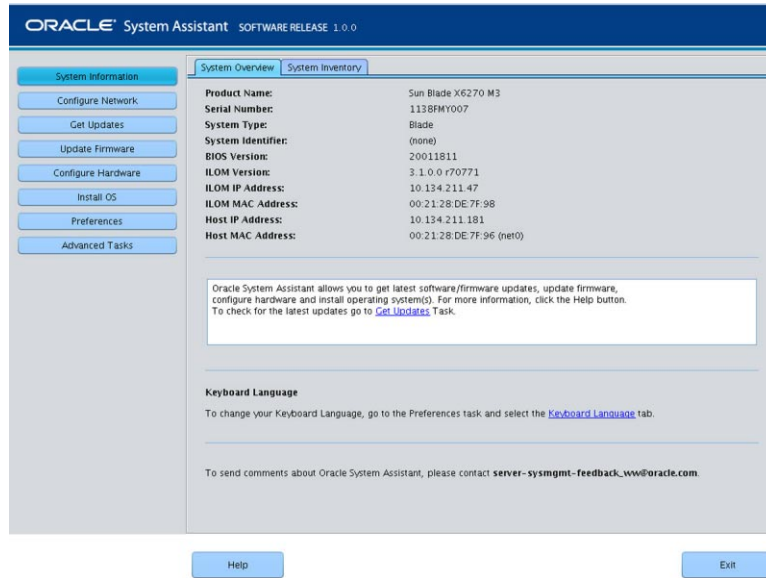 ORACLE System Assistant SOFTWARE RELEASE 1.0.0
System Information
Configure Network
Get Updates
Update Firmware
Configure Hardware
Install OS
Preferences
Advanced Tasks
System Overview
System Inventory
Product Name: Sun Blade X6270 M3
Serial Number: 1138FMY007
System Type: Blade
System Identifier: (none)
BIOS Version: 20011811
ILOM Version: 3.1.0.0 r70771
ILOM IP Address: 10.134.211.47
ILOM MAC Address: 00:21:28:DE:7F:98
Host IP Address: 10.134.211.181
Host MAC Address: 00:21:28:DE:7F:96 (net0)
Oracle System Assistant allows you to get latest software/firmware updates, update firmware,
configure hardware and install operating system(s). For more information, click the Help button.
To check for the latest updates go to Get Updates Task.
Keyboard Language
To change your Keyboard Language, go to the Preferences task and select the Keyboard Language tab.
To send comments about Oracle System Assistant, please contact server-sysmgmt-feedback_ww@oracle.com.
Help
Exit